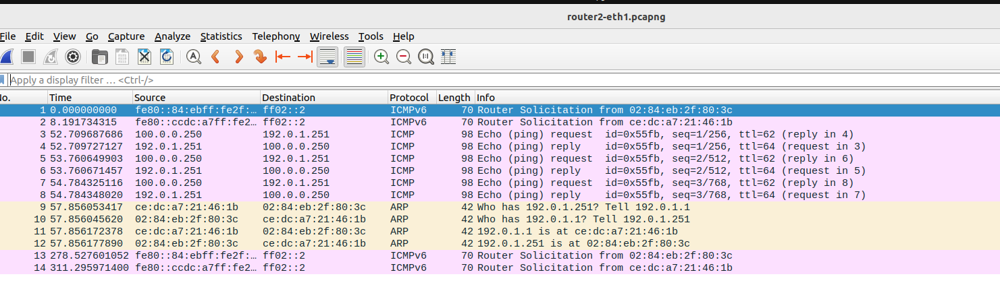 router2-eth1.pcapng
File Edit View Go Capture Analyze Statistics Telephony Wireless Tools Help
Apply a display filter … <Ctrl-/>
No. Time Source Destination Protocol Length Info
1 0.000000000 fe80::84:ebff:fe2f:… ff02::2 ICMPv6 70 Router Solicitation from 02:84:eb:2f:80:3c
2 8.191734315 fe80::ccdc:a7ff:fe2… ff02::2 ICMPv6 70 Router Solicitation from ce:dc:a7:21:46:1b
3 52.709687686 100.0.0.250 192.0.1.251 ICMP 98 Echo (ping) request id=0x55fb, seq=1/256, ttl=62 (reply in 4)
4 52.709727127 192.0.1.251 100.0.0.250 ICMP 98 Echo (ping) reply id=0x55fb, seq=1/256, ttl=64 (request in 3)
5 53.760649903 100.0.0.250 192.0.1.251 ICMP 98 Echo (ping) request id=0x55fb, seq=2/512, ttl=62 (reply in 6)
6 53.760671457 192.0.1.251 100.0.0.250 ICMP 98 Echo (ping) reply id=0x55fb, seq=2/512, ttl=64 (request in 5)
7 54.784325116 100.0.0.250 192.0.1.251 ICMP 98 Echo (ping) request id=0x55fb, seq=3/768, ttl=62 (reply in 8)
8 54.784348020 192.0.1.251 100.0.0.250 ICMP 98 Echo (ping) reply id=0x55fb, seq=3/768, ttl=64 (request in 7)
9 57.856053417 ce:dc:a7:21:46:1b 02:84:eb:2f:80:3c ARP 42 Who has 192.0.1.251? Tell 192.0.1.1
10 57.856045620 02:84:eb:2f:80:3c ce:dc:a7:21:46:1b ARP 42 Who has 192.0.1.1? Tell 192.0.1.251
11 57.856172378 ce:dc:a7:21:46:1b 02:84:eb:2f:80:3c ARP 42 192.0.1.1 is at ce:dc:a7:21:46:1b
12 57.856177890 02:84:eb:2f:80:3c ce:dc:a7:21:46:1b ARP 42 192.0.1.251 is at 02:84:eb:2f:80:3c
13 278.527601052 fe80::84:ebff:fe2f:… ff02::2 ICMPv6 70 Router Solicitation from 02:84:eb:2f:80:3c
14 311.295971400 fe80::ccdc:a7ff:fe2… ff02::2 ICMPv6 70 Router Solicitation from ce:dc:a7:21:46:1b